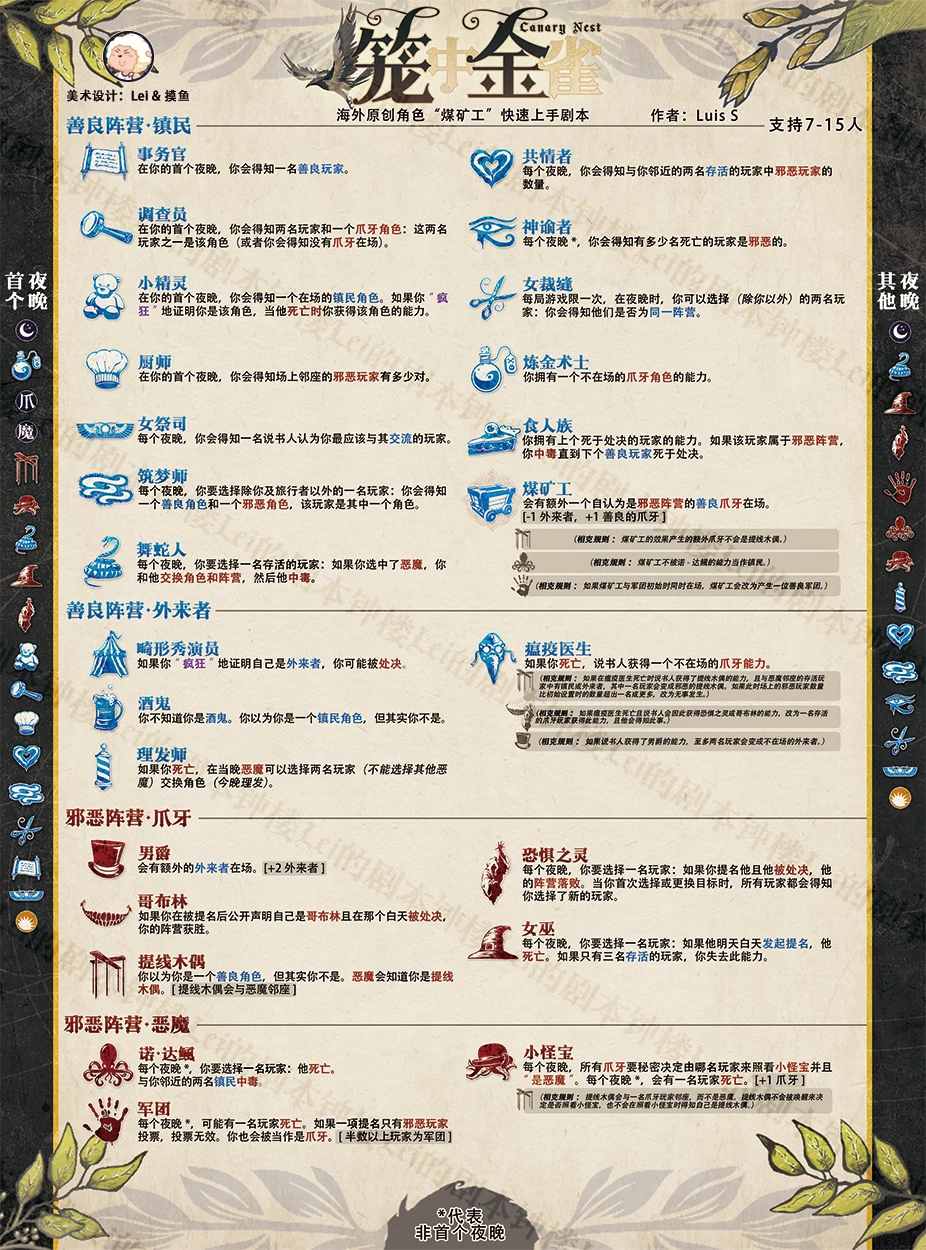 笼中金雀
Canary Nest
美术设计：Lei & 摸鱼
海外原创角色“煤矿工”快速上手剧本
作者：Luis S
善良阵营·镇民
支持7-15人
事务官
在你的首个夜晚，你会得知一名善良玩家。
调查员
在你的首个夜晚，你会得知两名玩家和一个爪牙角色：这两名
玩家之一是该角色（或者你会得知没有爪牙在场）。
小精灵
在你的首个夜晚，你会得知一个在场的镇民角色。如果你“疯
狂”地证明你是该角色，当他死亡时你获得该角色的能力。
厨师
在你的首个夜晚，你会得知场上邻座的邪恶玩家有多少对。
女祭司
每个夜晚，你会得知一名说书人认为你最应该与其交流的玩家。
筑梦师
每个夜晚，你要选择除你及旅行者以外的一名玩家：你会得知
一个善良角色和一个邪恶角色，该玩家是其中一个角色。
舞蛇人
每个夜晚，你要选择一名存活的玩家：如果你选中了恶魔，你
和他交换角色和阵营，然后他中毒。
共情者
每个夜晚，你会得知与你邻近的两名存活的玩家中邪恶玩家的
数量。
神谕者
每个夜晚*，你会得知有多少名死亡的玩家是邪恶的。
女裁缝
每局游戏限一次，在夜晚时，你可以选择（除你以外）的两名玩
家：你会得知他们是否为同一阵营。
炼金术士
你拥有一个不在场的爪牙角色的能力。
食人族
你拥有上个死于处决的玩家的能力。如果该玩家属于邪恶阵营，
你中毒直到下个善良玩家死于处决。
煤矿工
会有额外一个自认为是邪恶阵营的善良爪牙在场。
[-1 外来者，+1 善良的爪牙]
（相克规则：煤矿工的效果产生的额外爪牙不会是提线木偶。）
（相克规则：煤矿工不被诺-达鲺的能力当作镇民。）
（相克规则：如果煤矿工与军团初始时同时在场，煤矿工会改为产生一位善良军团。）
善良阵营·外来者
畸形秀演员
如果你“疯狂”地证明自己是外来者，你可能被处决。
酒鬼
你不知道你是酒鬼。你以为你是一个镇民角色，但其实你不是。
理发师
如果你死亡，在当晚恶魔可以选择两名玩家（不能选择其他恶
魔）交换角色（今晚理发）。
瘟疫医生
如果你死亡，说书人获得一个不在场的爪牙能力。
（相克规则：如果在瘟疫医生死亡时说书人获得了提线木偶的能力，且与恶魔邻座的存活玩
家中有镇民或外来者，其中一名玩家会变成邪恶的提线木偶。如果此时场上的邪恶玩家数量
比初始设置时的数量超出一名或更多，改为无事发生。）
（相克规则：如果瘟疫医生死亡且说书人会因此获得恐惧之灵或哥布林的能力，改为一名存活
的爪牙玩家获得此能力，且他会得知此事。）
（相克规则：如果说书人获得了男爵的能力，至多两名玩家会变成不在场的外来者。）
邪恶阵营·爪牙
男爵
会有额外的外来者在场。[+2 外来者]
哥布林
如果你在被提名后公开声明自己是哥布林且在那个白天被处决，
你的阵营获胜。
提线木偶
你以为你是一个善良角色，但其实你不是。恶魔会知道你是提线
木偶。[提线木偶会与恶魔邻座]
恐惧之灵
每个夜晚，你要选择一名玩家：如果你提名他且他被处决，他
的阵营落败。当你首次选择或更换目标时，所有玩家都会得知
你选择了新的玩家。
女巫
每个夜晚，你要选择一名玩家：如果他明天白天发起提名，他
死亡。如果只有三名存活的玩家，你失去此能力。
邪恶阵营·恶魔
诺·达鲺
每个夜晚*，你要选择一名玩家：他死亡。
与你邻近的两名镇民中毒。
军团
每个夜晚*，可能有一名玩家死亡。如果一项提名只有邪恶玩家
投票，投票无效。你也会被当作是爪牙。[半数以上玩家为军团]
小怪宝
每个夜晚，所有爪牙要秘密决定由哪名玩家来照看小怪宝并且
“是恶魔”。每个夜晚*，会有一名玩家死亡。[+1 爪牙]
（相克规则：提线木偶会与一名爪牙玩家邻座，而不是恶魔。提线木偶不会被唤醒来决
定是否照看小怪宝，也不会在照看小怪宝时得知自己是提线木偶。）
首个夜晚
爪
魔
其他夜晚
*代表
非首个夜晚